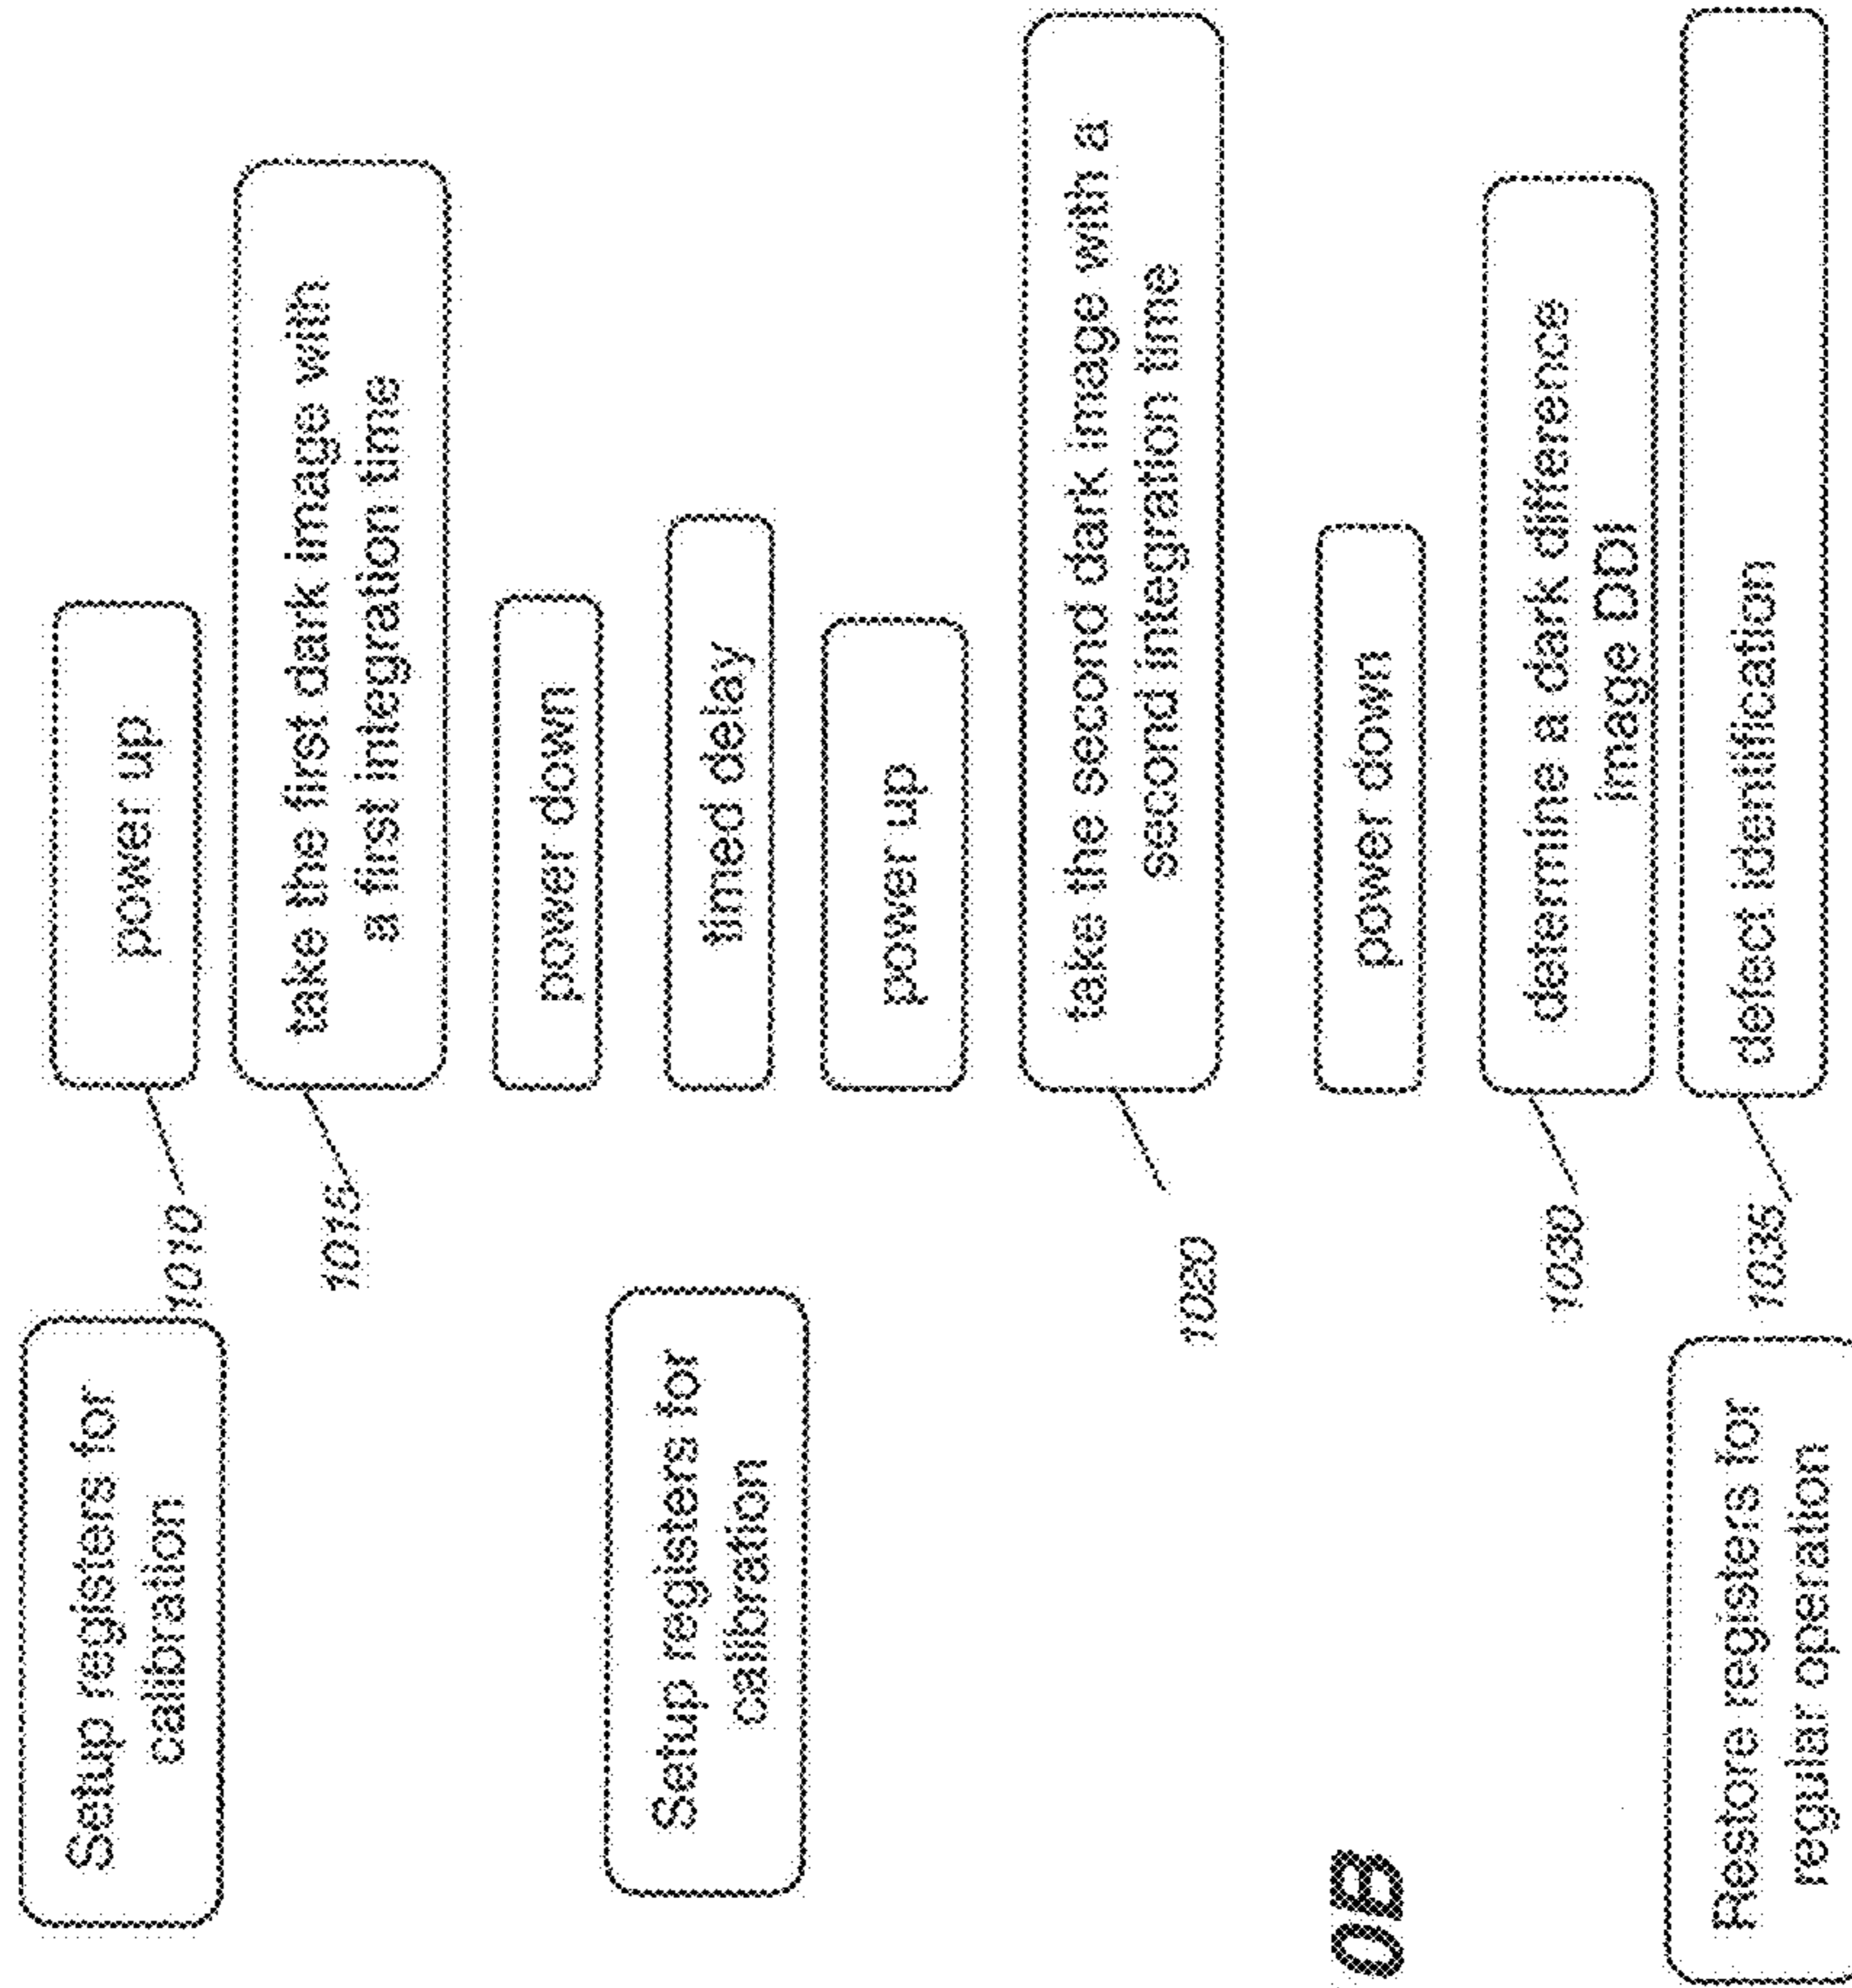 Setup registers for
calibration
1010
power up
1015
take the first dark image with
a first integration time
power down
Setup registers for
calibration
timed delay
power up
1020
take the second dark image with a
second integration time
power down
0B
1030
determine a dark difference
image DDI
Restore registers for
regular operation
1035
defect identification